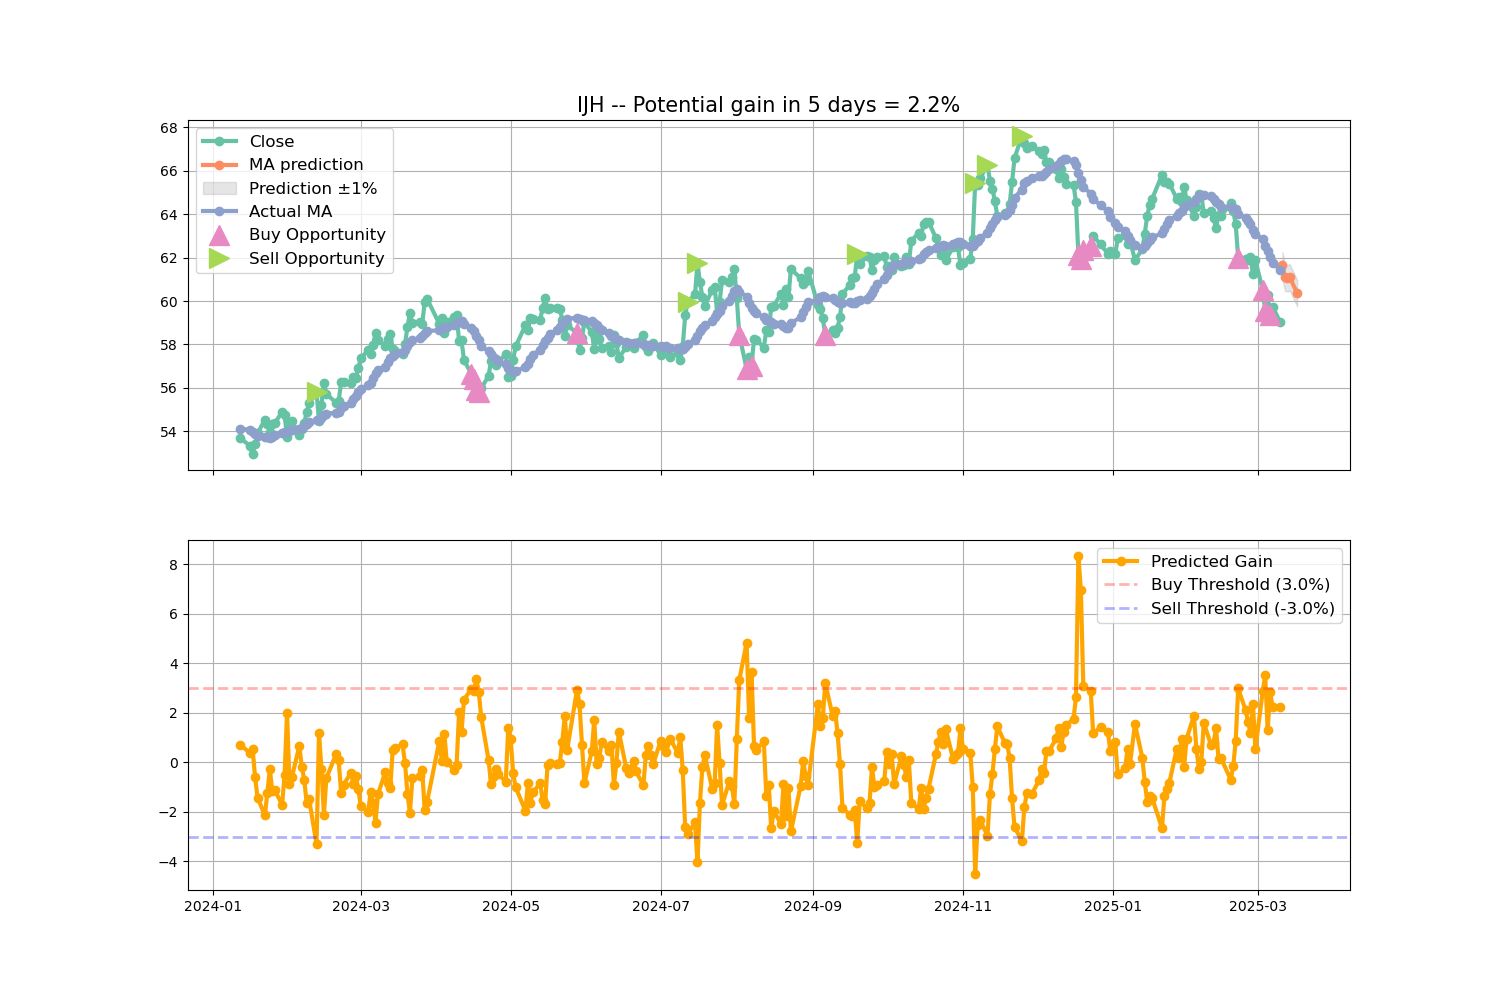 IJH -- Potential gain in 5 days = 2.2%
68
66
64
62
60
58
56
54
Close
MA prediction
Prediction ±1%
Actual MA
Buy Opportunity
Sell Opportunity
8
6
4
2
0
−2
−4
Predicted Gain
Buy Threshold (3.0%)
Sell Threshold (-3.0%)
2024-01
2024-03
2024-05
2024-07
2024-09
2024-11
2025-01
2025-03